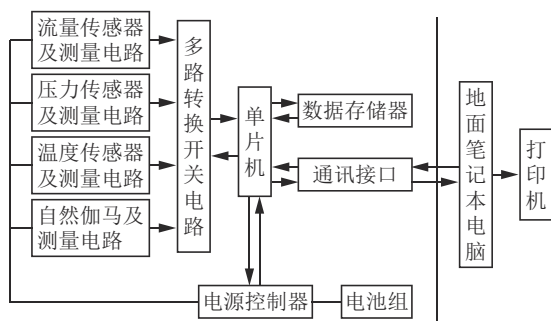 流量传感器
及测量电路
压力传感器
及测量电路
温度传感器
及测量电路
自然伽马及
测量电路
多路转换开关电路
单片机
数据存储器
通讯接口
电源控制器
电池组
地面笔记本电脑
打印机